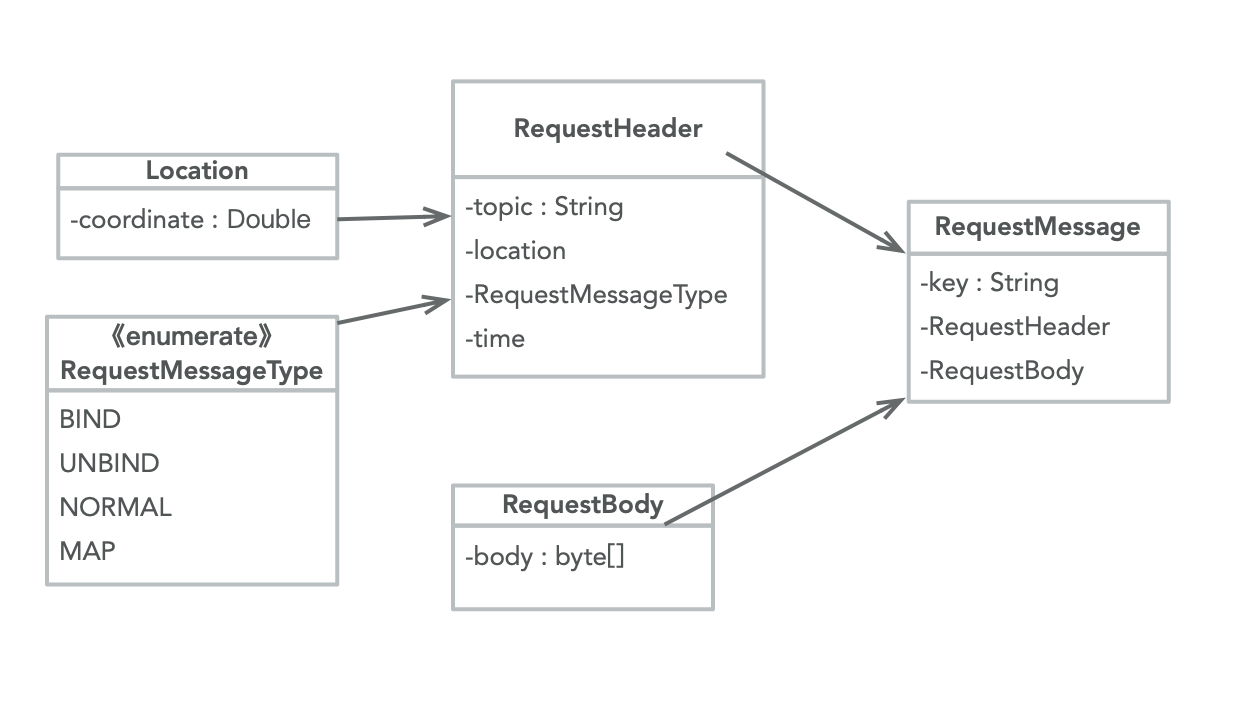 Location
-coordinate : Double
《enumerate》
RequestMessageType
BIND
UNBIND
NORMAL
MAP
RequestHeader
-topic : String
-location
-RequestMessageType
-time
RequestBody
-body : byte[]
RequestMessage
-key : String
-RequestHeader
-RequestBody